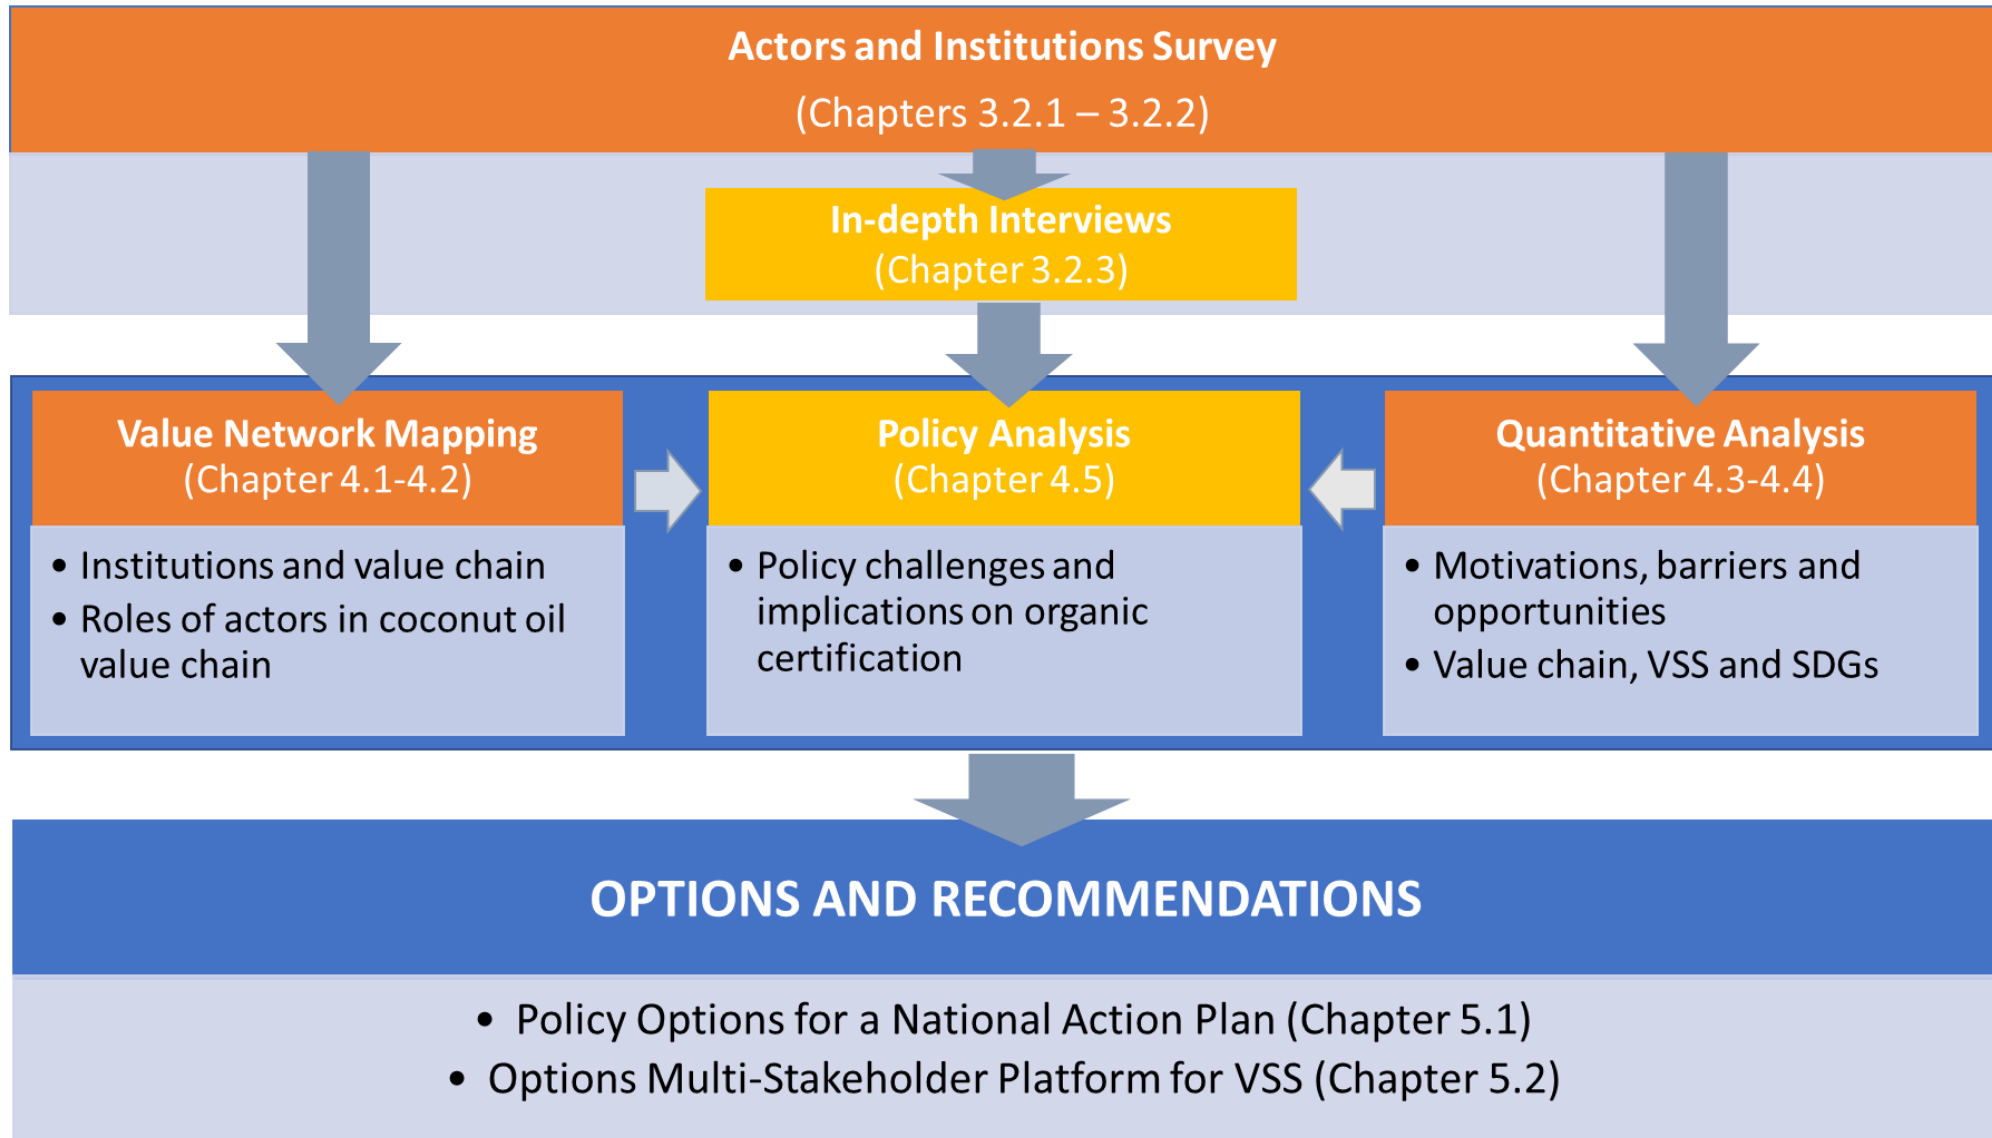 Actors and Institutions Survey
(Chapters 3.2.1 – 3.2.2)
In-depth Interviews
(Chapter 3.2.3)
Value Network Mapping
(Chapter 4.1-4.2)
• Institutions and value chain
• Roles of actors in coconut oil
value chain
Policy Analysis
(Chapter 4.5)
• Policy challenges and
implications on organic
certification
Quantitative Analysis
(Chapter 4.3-4.4)
• Motivations, barriers and
opportunities
• Value chain, VSS and SDGs
OPTIONS AND RECOMMENDATIONS
• Policy Options for a National Action Plan (Chapter 5.1)
• Options Multi-Stakeholder Platform for VSS (Chapter 5.2)